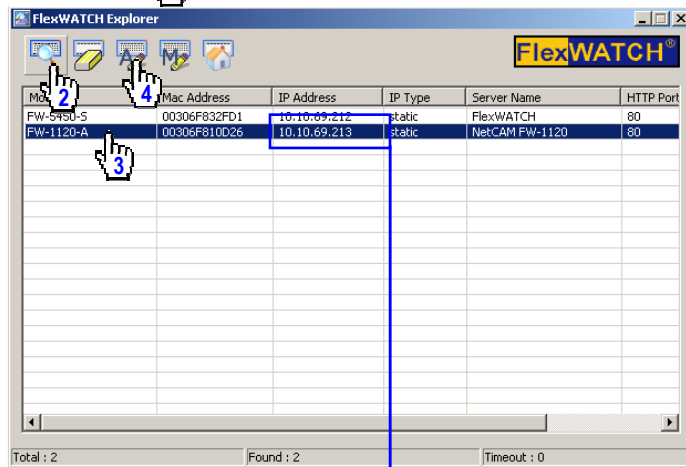 FlexWATCH Explorer
FlexWATCH®
2
4
Mac Address IP Address IP Type Server Name HTTP Port
FW-5450-S 00306F832FD1 10.10.69.212 static FlexWATCH 80
FW-1120-A 00306F810D26 10.10.69.213 static NetCAM FW-1120 80
3
Total : 2 Found : 2 Timeout : 0